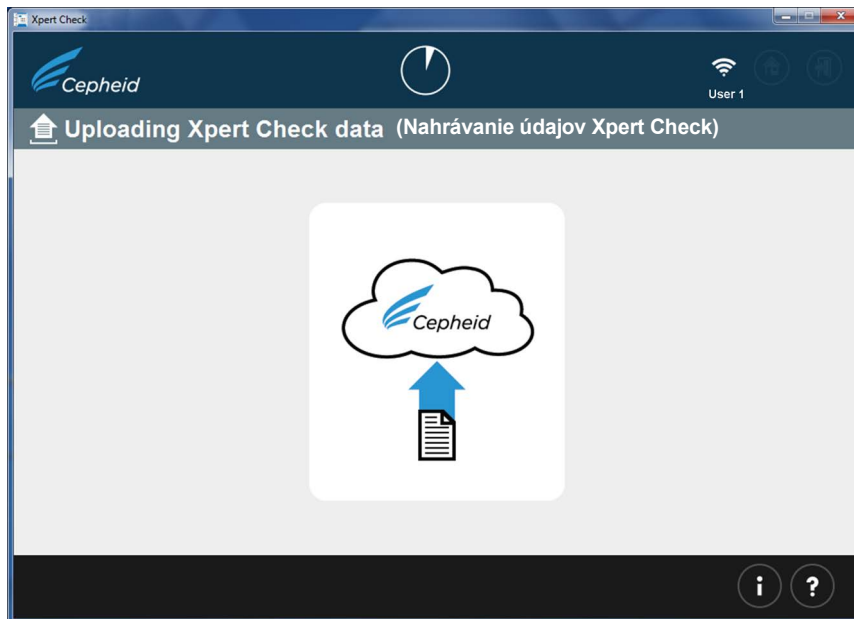 Xpert Check
Cepheid
User 1
Uploading Xpert Check data (Nahrávanie údajov Xpert Check)
Cepheid
i ?